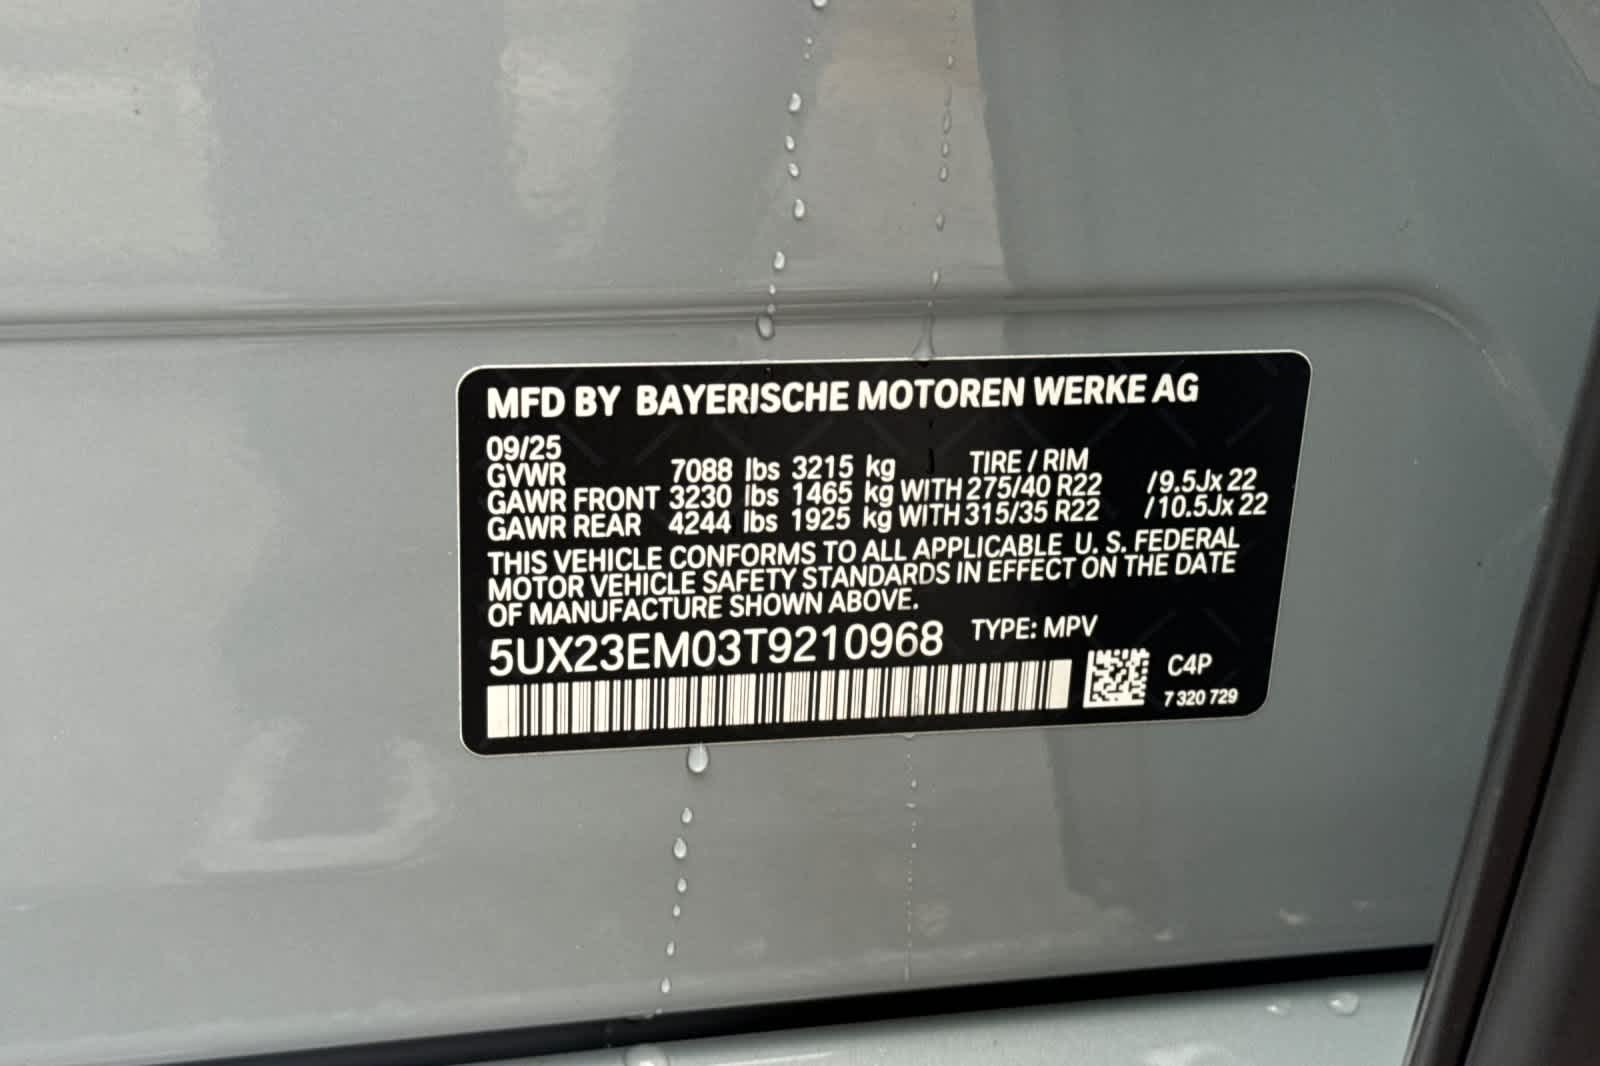 MFD BY BAYERISCHE MOTOREN WERKE AG
09/25
GVWR 7088 lbs 3215 kg TIRE / RIM
GAWR FRONT 3230 lbs 1465 kg WITH 275/40 R22 /9.5Jx 22
GAWR REAR 4244 lbs 1925 kg WITH 315/35 R22 /10.5Jx 22
THIS VEHICLE CONFORMS TO ALL APPLICABLE U. S. FEDERAL
MOTOR VEHICLE SAFETY STANDARDS IN EFFECT ON THE DATE
OF MANUFACTURE SHOWN ABOVE.
5UX23EM03T9210968 TYPE: MPV
C4P
7 320 729